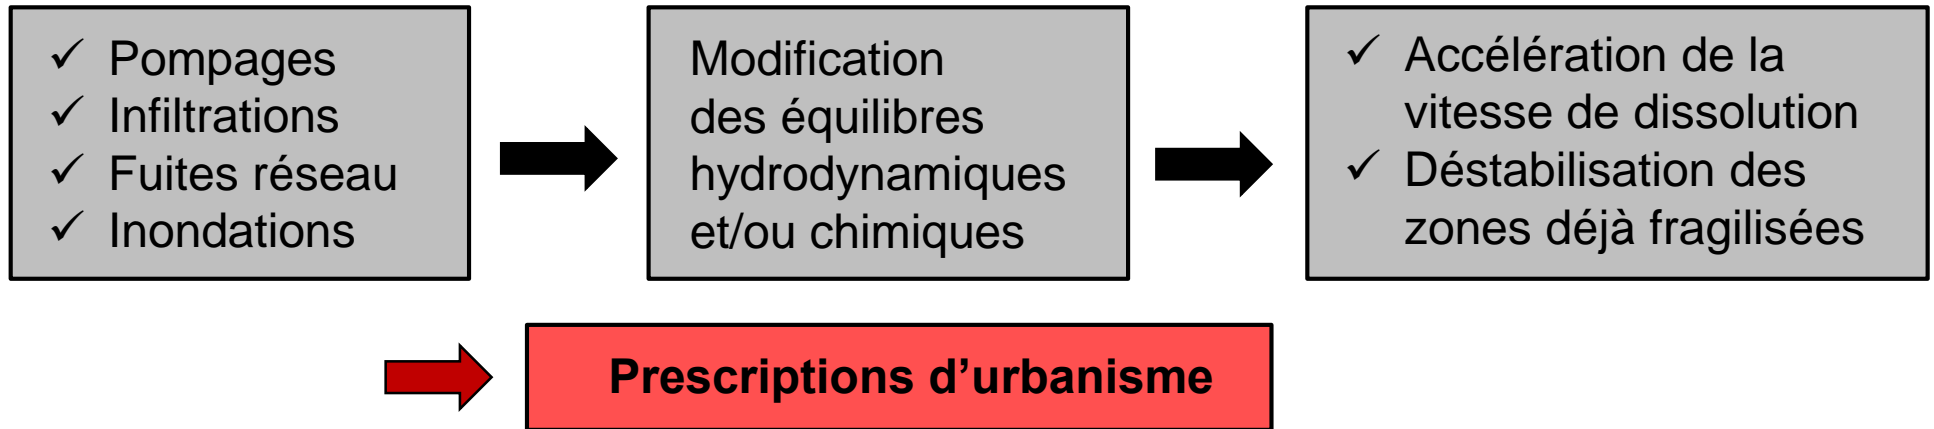 ✓ Pompages
✓ Infiltrations
✓ Fuites réseau
✓ Inondations
Modification
des équilibres
hydrodynamiques
et/ou chimiques
✓ Accélération de la
vitesse de dissolution
✓ Déstabilisation des
zones déjà fragilisées
Prescriptions d’urbanisme